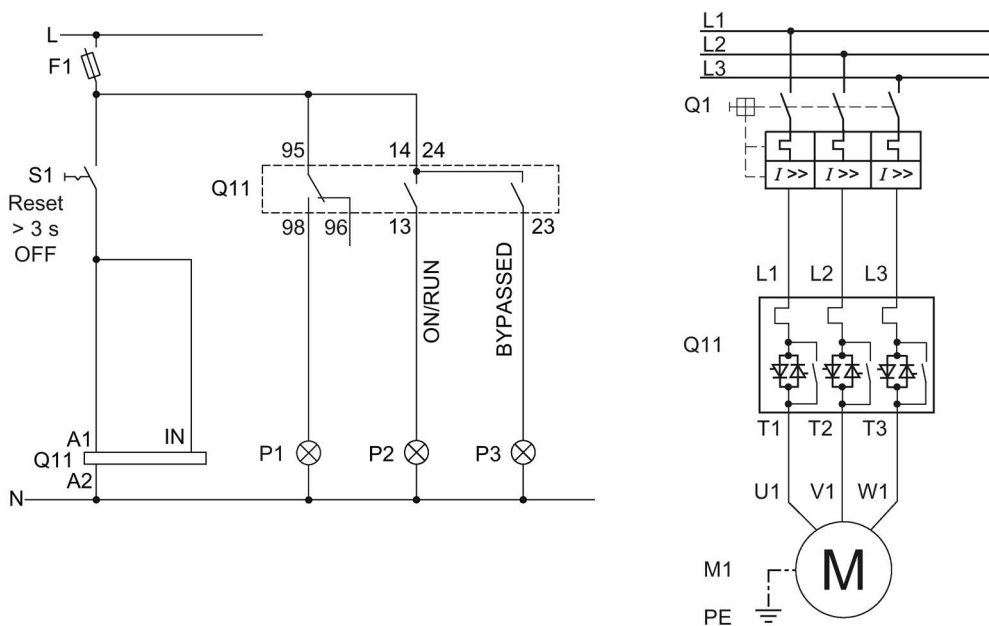 L
F1
S1
Reset
> 3 s
OFF
95
14
24
Q11
98
96
13
23
ON/RUN
BYPASSED
A1
IN
Q11
A2
P1
P2
P3
N
L1
L2
L3
Q1
I >>
I >>
I >>
L1
L2
L3
Q11
T1
T2
T3
U1
V1
W1
M
M1
PE